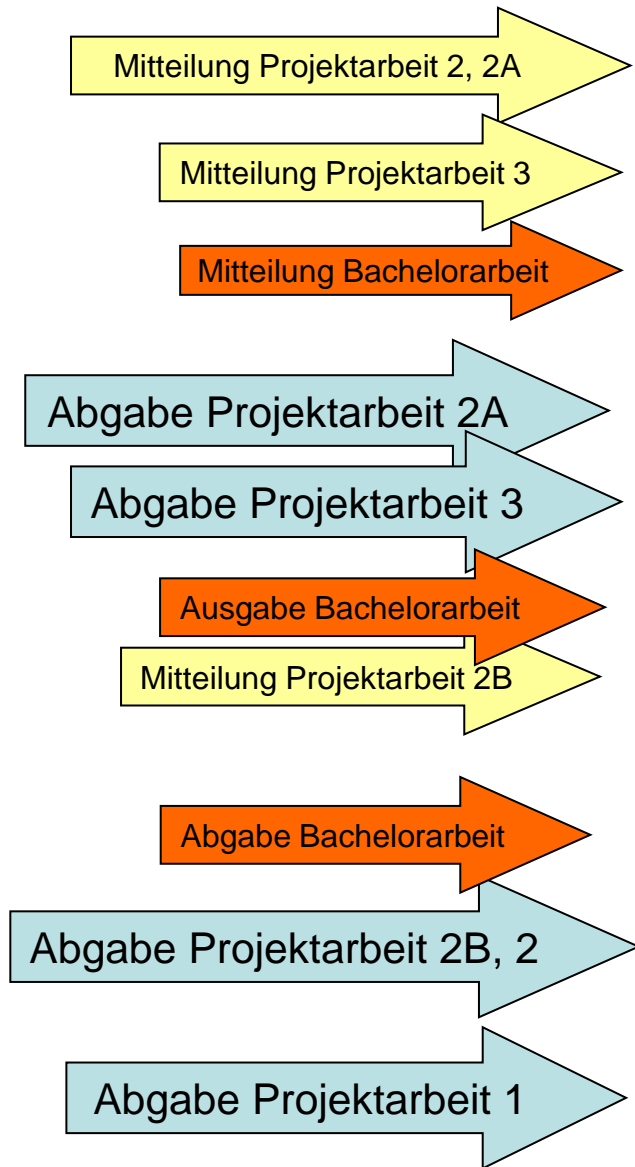 Mitteilung Projektarbeit 2, 2A
Mitteilung Projektarbeit 3
Mitteilung Bachelorarbeit
Abgabe Projektarbeit 2A
Abgabe Projektarbeit 3
Ausgabe Bachelorarbeit
Mitteilung Projektarbeit 2B
Abgabe Bachelorarbeit
Abgabe Projektarbeit 2B, 2
Abgabe Projektarbeit 1